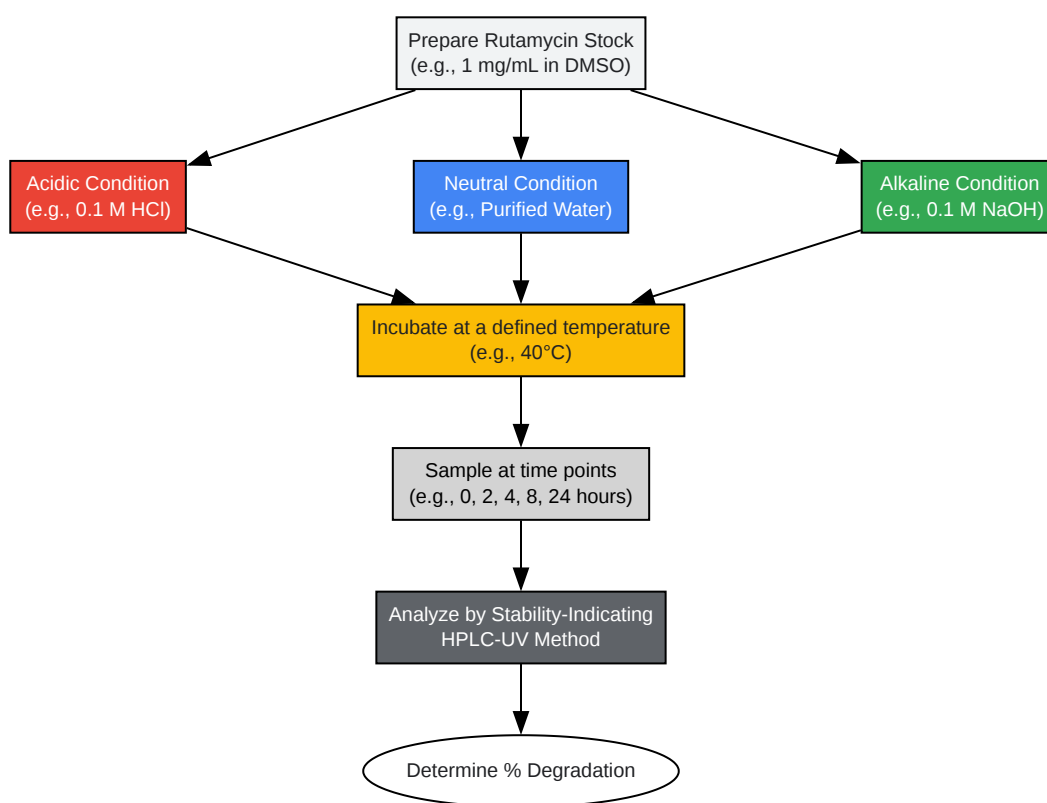 Prepare Rutamycin Stock
(e.g., 1 mg/mL in DMSO)
Acidic Condition
(e.g., 0.1 M HCl)
Neutral Condition
(e.g., Purified Water)
Alkaline Condition
(e.g., 0.1 M NaOH)
Incubate at a defined temperature
(e.g., 40°C)
Sample at time points
(e.g., 0, 2, 4, 8, 24 hours)
Analyze by Stability-Indicating
HPLC-UV Method
Determine % Degradation